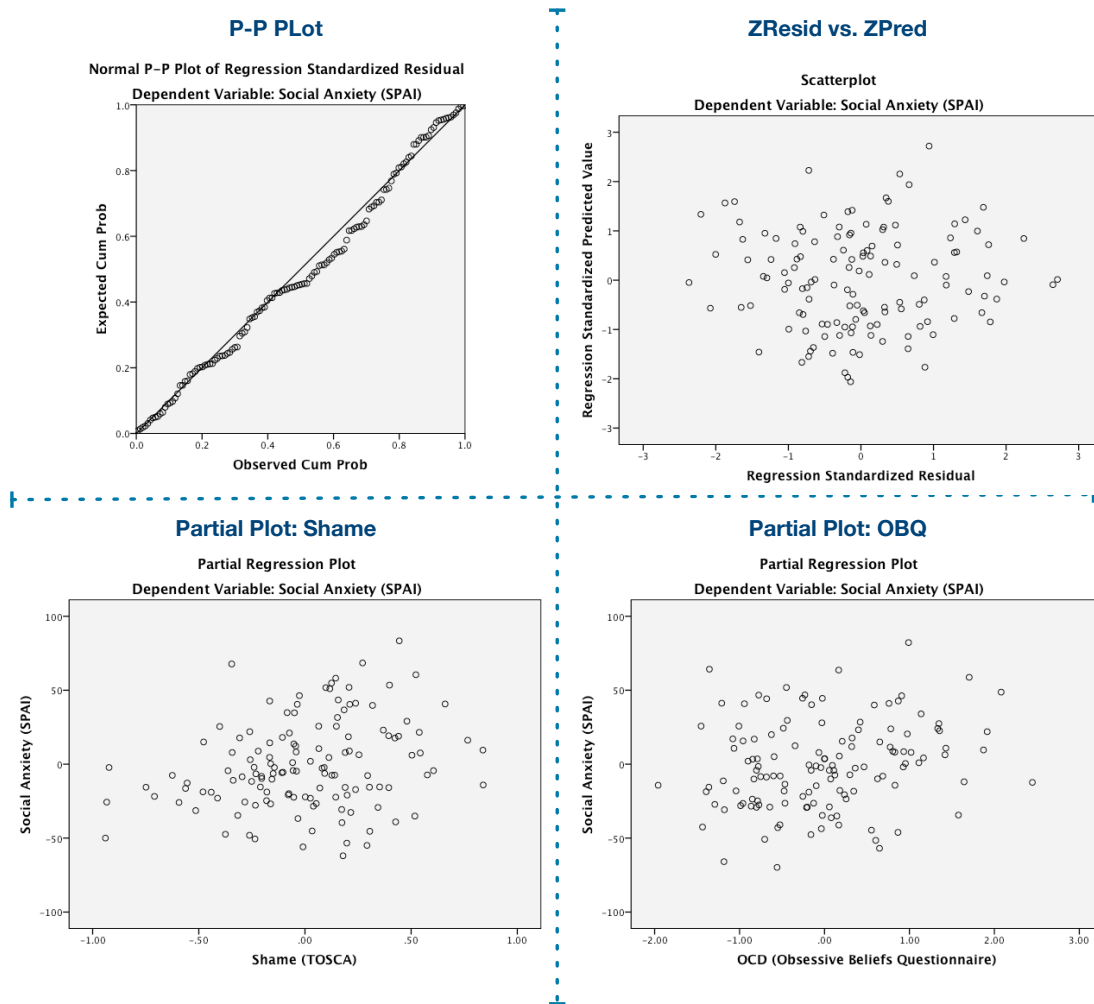 P-P PLot
Normal P-P Plot of Regression Standardized Residual
Dependent Variable: Social Anxiety (SPAI)
Expected Cum Prob
1.0
0.8
0.6
0.4
0.2
0.0
0.0 0.2 0.4 0.6 0.8 1.0
Observed Cum Prob
ZResid vs. ZPred
Scatterplot
Dependent Variable: Social Anxiety (SPAI)
Regression Standardized Predicted Value
3
2
1
0
-1
-2
-3
-3 -2 -1 0 1 2 3
Regression Standardized Residual
Partial Plot: Shame
Partial Regression Plot
Dependent Variable: Social Anxiety (SPAI)
Social Anxiety (SPAI)
100
50
0
-50
-100
-1.00 -.50 .00 .50 1.00
Shame (TOSCA)
Partial Plot: OBQ
Partial Regression Plot
Dependent Variable: Social Anxiety (SPAI)
Social Anxiety (SPAI)
100
50
0
-50
-100
-2.00 -1.00 .00 1.00 2.00 3.00
OCD (Obsessive Beliefs Questionnaire)